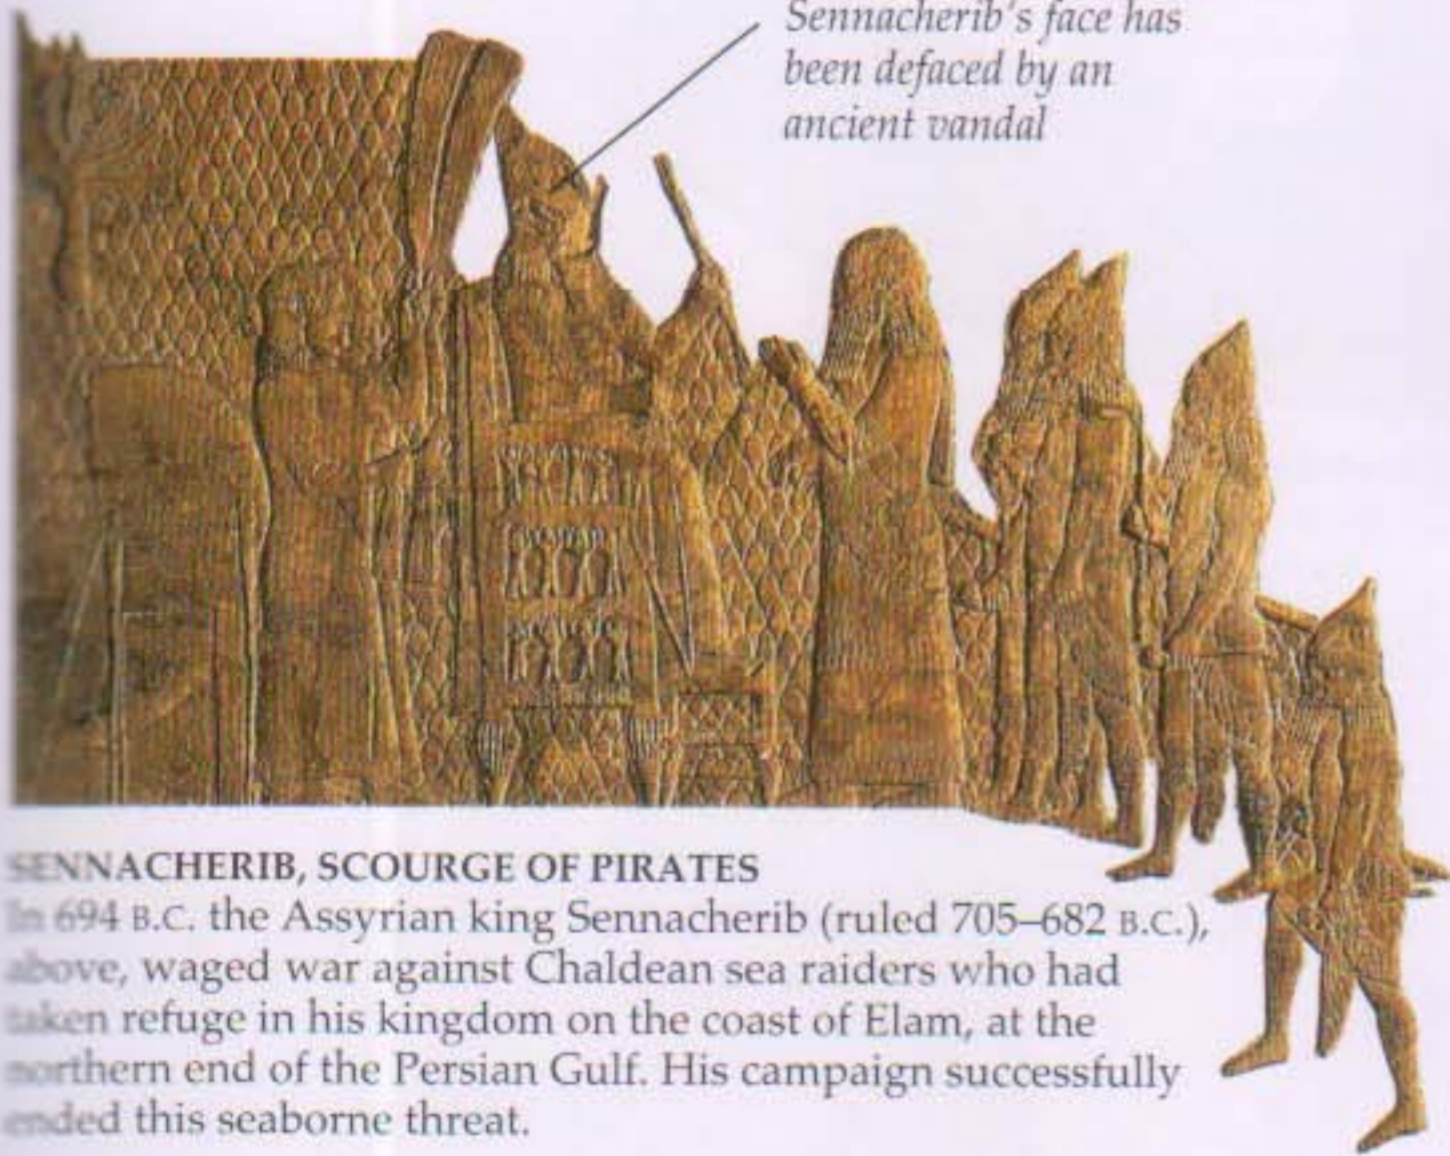 Sennacherib's face has
been defaced by an
ancient vandal
SENNACHERIB, SCOURGE OF PIRATES
In 694 B.C. the Assyrian king Sennacherib (ruled 705–682 B.C.),
above, waged war against Chaldean sea raiders who had
taken refuge in his kingdom on the coast of Elam, at the
northern end of the Persian Gulf. His campaign successfully
ended this seaborne threat.